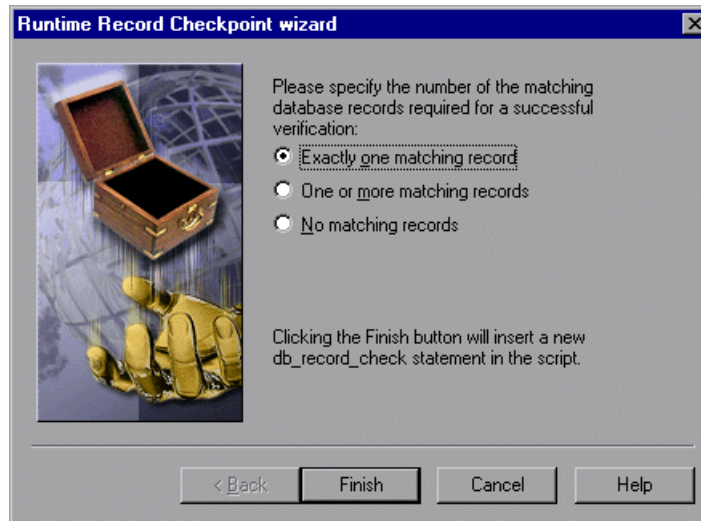 Runtime Record Checkpoint wizard
Please specify the number of the matching
database records required for a successful
verification:
Exactly one matching record
One or more matching records
No matching records
Clicking the Finish button will insert a new
db_record_check statement in the script.
< Back
Finish
Cancel
Help